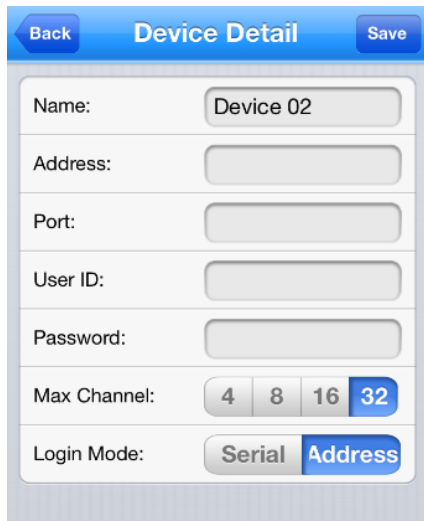 Back Device Detail Save
Name: Device 02
Address:
Port:
User ID:
Password:
Max Channel: 4 8 16 32
Login Mode: Serial Address